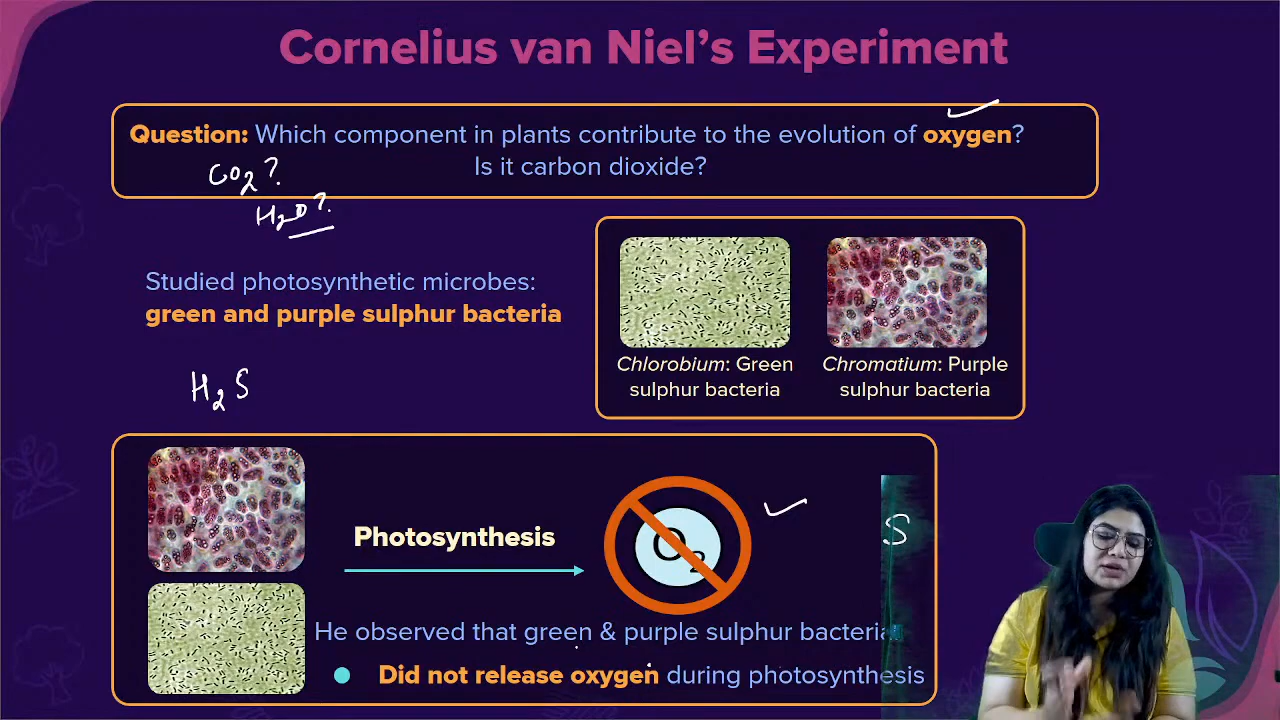 Cornelius van Niel's Experiment
Question: Which component in plants contribute to the evolution of oxygen?
Is it carbon dioxide?
CO2?
H2O?
Studied photosynthetic microbes:
green and purple sulphur bacteria
Chlorobium: Green
sulphur bacteria
Chromatium: Purple
sulphur bacteria
H2S
Photosynthesis
O2
S
He observed that green & purple sulphur bacteria
Did not release oxygen during photosynthesis